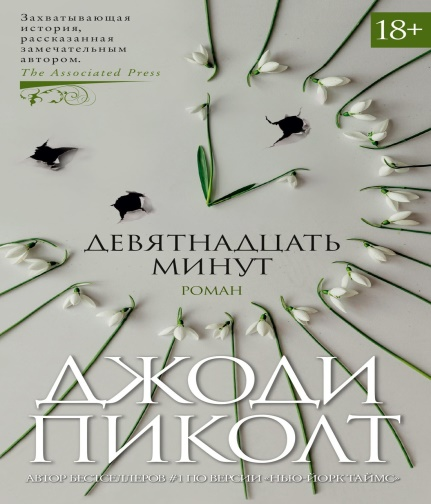 Захватывающая
история,
рассказанная
замечательным
автором.
The Associated Press
18+
ДЕВЯТНАДЦАТЬ
МИНУТ
РОМАН
ДЖОДИ
ПИКОЛТ
АВТОР БЕСТСЕЛЛЕРОВ #1 ПО ВЕРСИИ «НЬЮ-ЙОРК ТАЙМС»